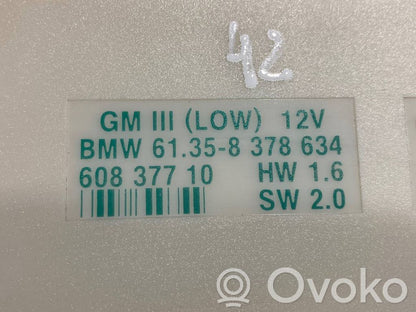 42
GM III (LOW) 12V
BMW 61.35-8 378 634
608 377 10 HW 1.6
SW 2.0
Ovoko